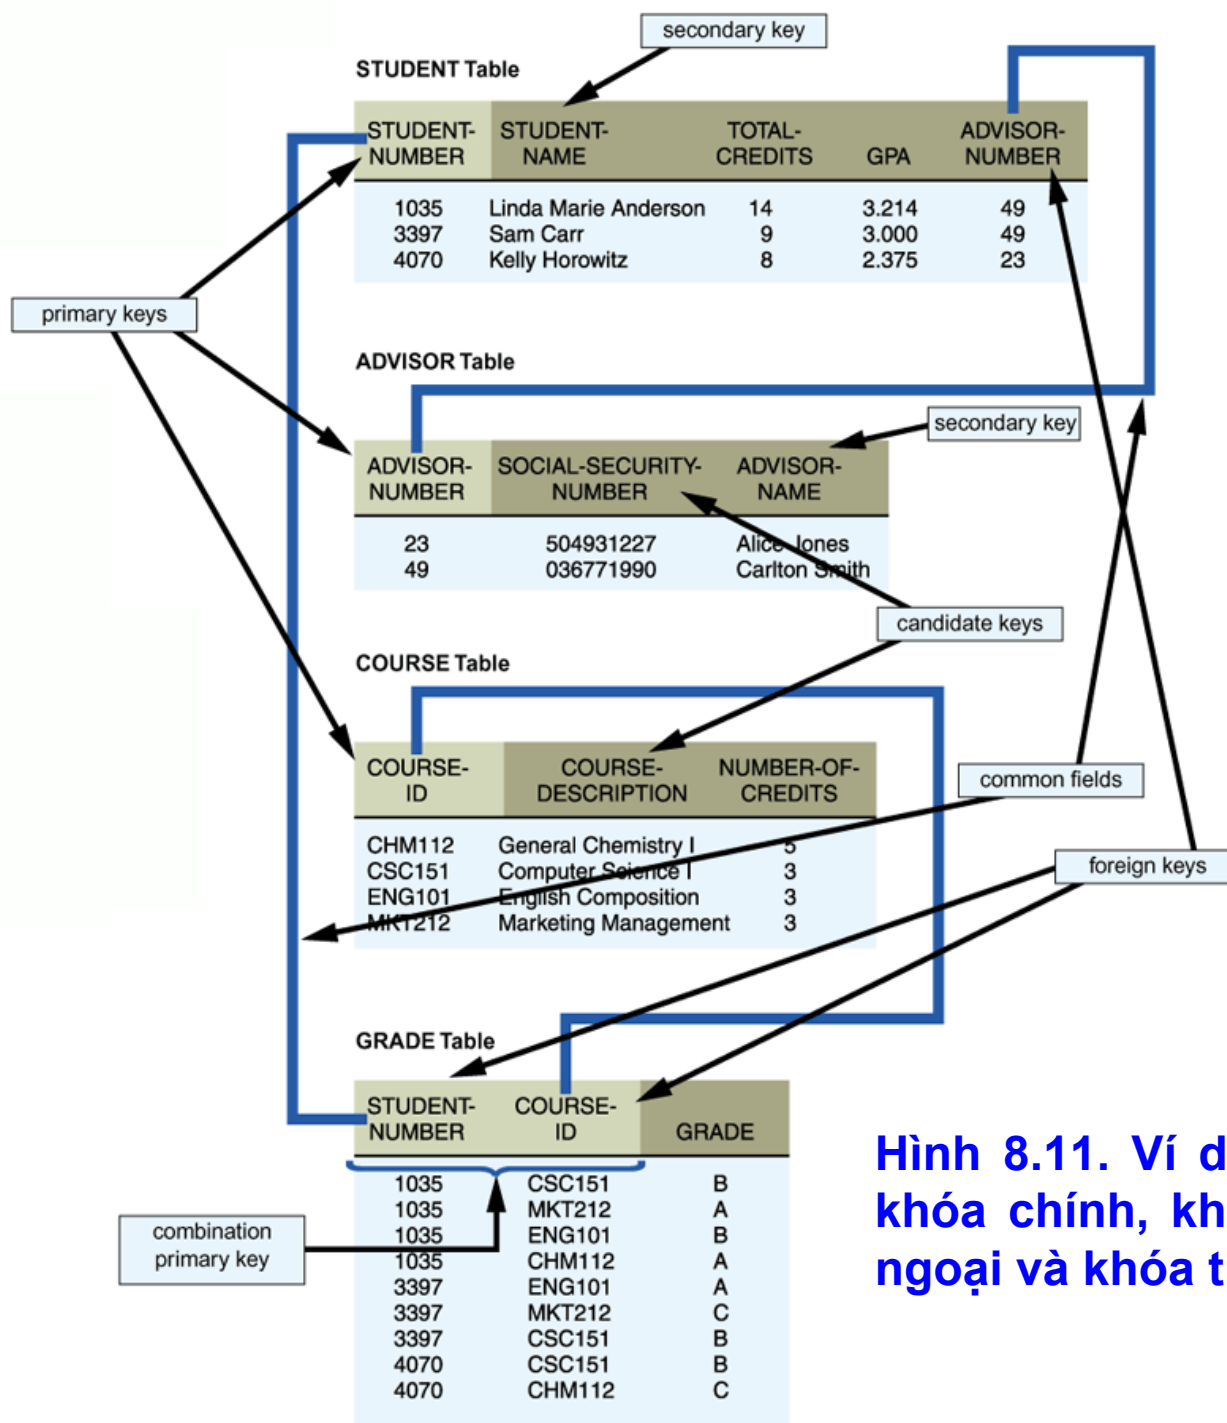 secondary key
STUDENT Table
STUDENT- STUDENT- TOTAL- ADVISOR-
NUMBER NAME CREDITS GPA NUMBER
1035 Linda Marie Anderson 14 3.214 49
3397 Sam Carr 9 3.000 49
4070 Kelly Horowitz 8 2.375 23
primary keys
ADVISOR Table
secondary key
ADVISOR- SOCIAL-SECURITY- ADVISOR-
NUMBER NUMBER NAME
23 504931227 Alice Jones
49 036771990 Carlton Smith
candidate keys
COURSE Table
COURSE- COURSE- NUMBER-OF-
ID DESCRIPTION CREDITS
common fields
CHM112 General Chemistry I 5
CSC151 Computer Science I 3
ENG101 English Composition 3
MKT212 Marketing Management 3
foreign keys
GRADE Table
STUDENT- COURSE-
NUMBER ID GRADE
1035 CSC151 B
1035 MKT212 A
1035 ENG101 B
1035 CHM112 A
3397 ENG101 A
3397 MKT212 C
3397 CSC151 B
4070 CSC151 B
4070 CHM112 C
combination
primary key
Hình 8.11. Ví d
khóa chính, kh
ngoại và khóa t